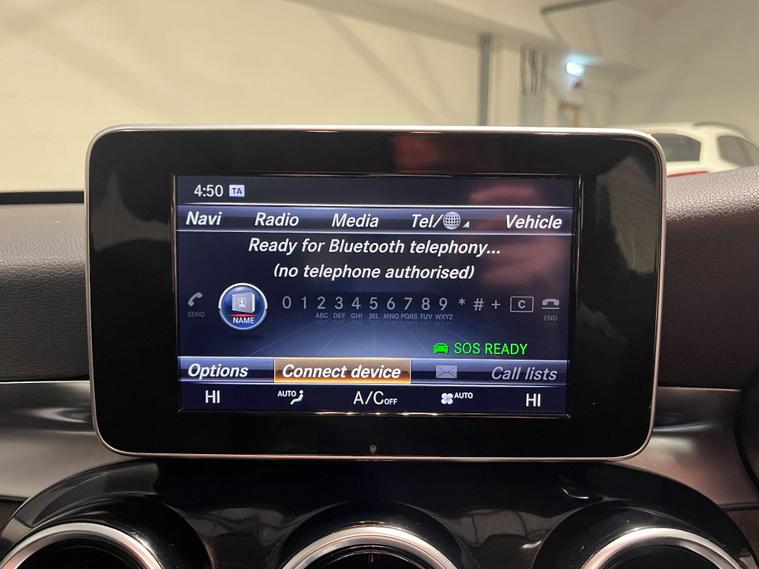 4:50 TA
Navi Radio Media Tel/ Vehicle
Ready for Bluetooth telephony...
(no telephone authorised)
SEND NAME 0 1 2 3 4 5 6 7 8 9 * # + C END
ABC DEF GHI JKL MNO PQRS TUV WXYZ
SOS READY
Options Connect device Call lists
HI AUTO A/C OFF AUTO HI